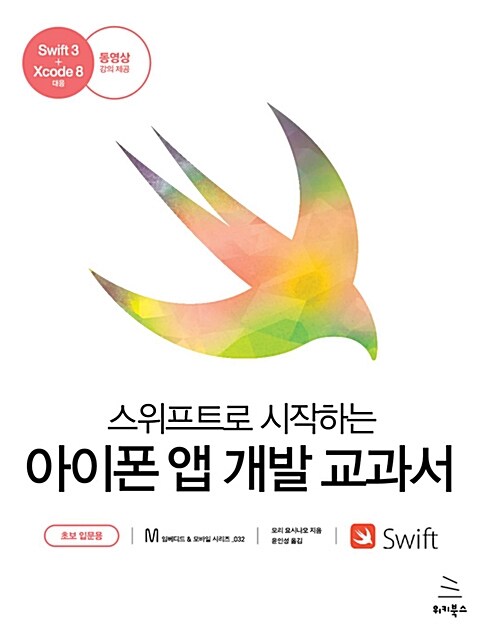 Swift 3
+
Xcode 8
대응
동영상
강의 제공
스위프트로 시작하는
아이폰 앱 개발 교과서
초보 입문용
M 임베디드 & 모바일 시리즈_032
모리 요시나오 지음
윤인성 옮김
Swift
위키북스